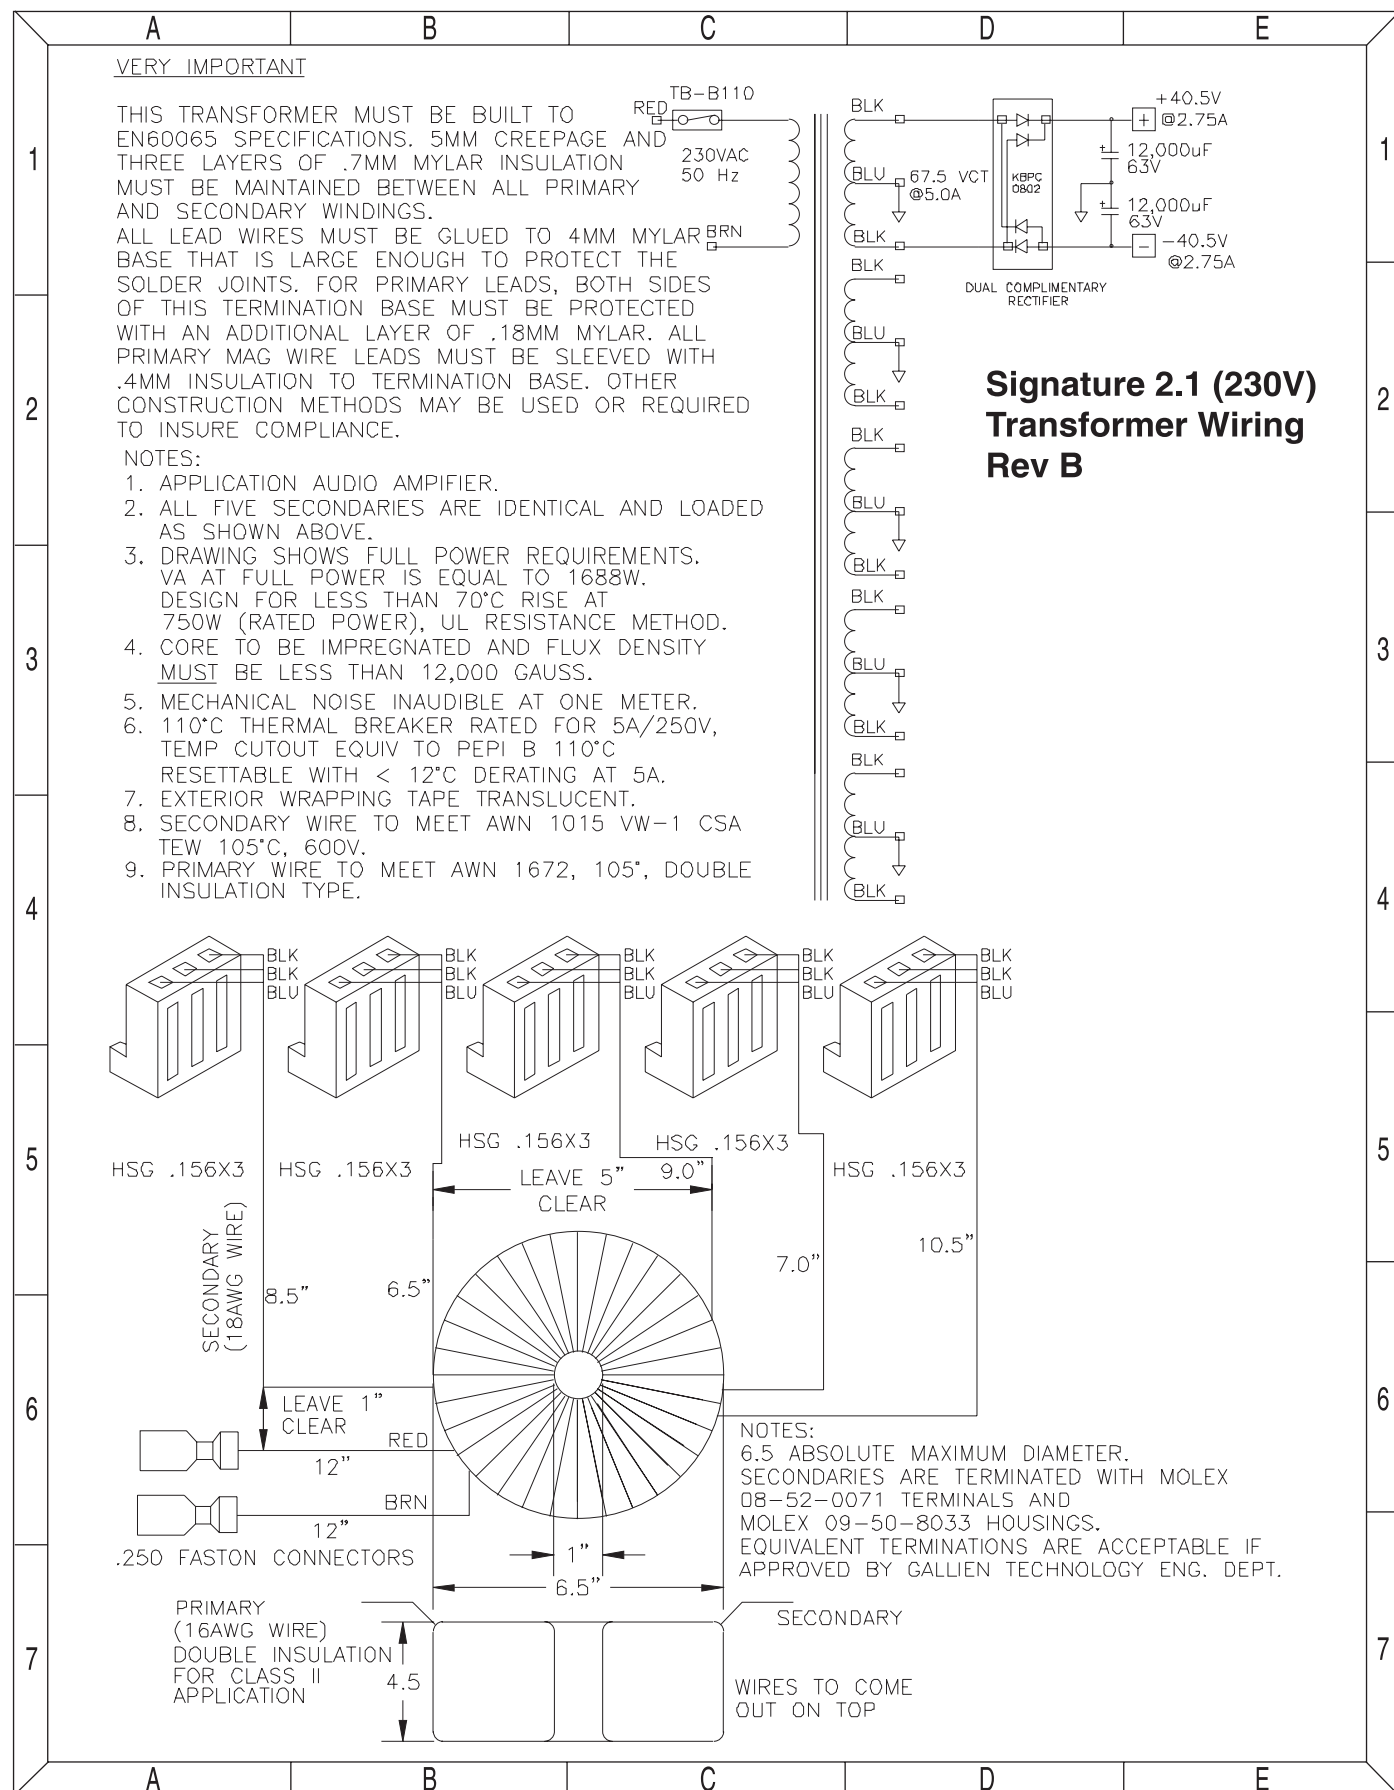 A B C D E
VERY IMPORTANT
THIS TRANSFORMER MUST BE BUILT TO
EN60065 SPECIFICATIONS. 5MM CREEPAGE AND
THREE LAYERS OF .7MM MYLAR INSULATION
MUST BE MAINTAINED BETWEEN ALL PRIMARY
AND SECONDARY WINDINGS.
ALL LEAD WIRES MUST BE GLUED TO 4MM MYLAR
BASE THAT IS LARGE ENOUGH TO PROTECT THE
SOLDER JOINTS. FOR PRIMARY LEADS, BOTH SIDES
OF THIS TERMINATION BASE MUST BE PROTECTED
WITH AN ADDITIONAL LAYER OF .18MM MYLAR. ALL
PRIMARY MAG WIRE LEADS MUST BE SLEEVED WITH
.4MM INSULATION TO TERMINATION BASE. OTHER
CONSTRUCTION METHODS MAY BE USED OR REQUIRED
TO INSURE COMPLIANCE.
NOTES:
1. APPLICATION AUDIO AMPIFIER.
2. ALL FIVE SECONDARIES ARE IDENTICAL AND LOADED
AS SHOWN ABOVE.
3. DRAWING SHOWS FULL POWER REQUIREMENTS.
VA AT FULL POWER IS EQUAL TO 1688W.
DESIGN FOR LESS THAN 70°C RISE AT
750W (RATED POWER), UL RESISTANCE METHOD.
4. CORE TO BE IMPREGNATED AND FLUX DENSITY
MUST BE LESS THAN 12,000 GAUSS.
5. MECHANICAL NOISE INAUDIBLE AT ONE METER.
6. 110°C THERMAL BREAKER RATED FOR 5A/250V,
TEMP CUTOUT EQUIV TO PEPI B 110°C
RESETTABLE WITH < 12°C DERATING AT 5A.
7. EXTERIOR WRAPPING TAPE TRANSLUCENT.
8. SECONDARY WIRE TO MEET AWN 1015 VW-1 CSA
TEW 105°C, 600V.
9. PRIMARY WIRE TO MEET AWN 1672, 105°, DOUBLE
INSULATION TYPE.
TB-B110
RED
230VAC
50 Hz
BRN
BLK
BLU
BLK
67.5 VCT
@5.0A
KBPC
0802
DUAL COMPLIMENTARY
RECTIFIER
+40.5V
@2.75A
+
+ 12,000uF
63V
+ 12,000uF
63V
- -40.5V
@2.75A
BLK
BLU
BLK
BLK
BLU
BLK
BLK
BLU
BLK
BLK
BLU
BLK
Signature 2.1 (230V)
Transformer Wiring
Rev B
1
2
3
4
5
6
7
1
2
3
4
5
6
7
BLK BLK BLK BLK BLK
BLK BLK BLK BLK BLK
BLU BLU BLU BLU BLU
HSG .156X3 HSG .156X3 HSG .156X3 HSG .156X3 HSG .156X3
LEAVE 5"
CLEAR
9.0"
SECONDARY
(18AWG WIRE)
8.5"
6.5"
7.0"
10.5"
LEAVE 1"
CLEAR
RED
12"
BRN
12"
.250 FASTON CONNECTORS
1"
6.5"
NOTES:
6.5 ABSOLUTE MAXIMUM DIAMETER.
SECONDARIES ARE TERMINATED WITH MOLEX
08-52-0071 TERMINALS AND
MOLEX 09-50-8033 HOUSINGS.
EQUIVALENT TERMINATIONS ARE ACCEPTABLE IF
APPROVED BY GALLIEN TECHNOLOGY ENG. DEPT.
PRIMARY
(16AWG WIRE)
DOUBLE INSULATION
FOR CLASS II
APPLICATION
4.5
SECONDARY
WIRES TO COME
OUT ON TOP
A B C D E